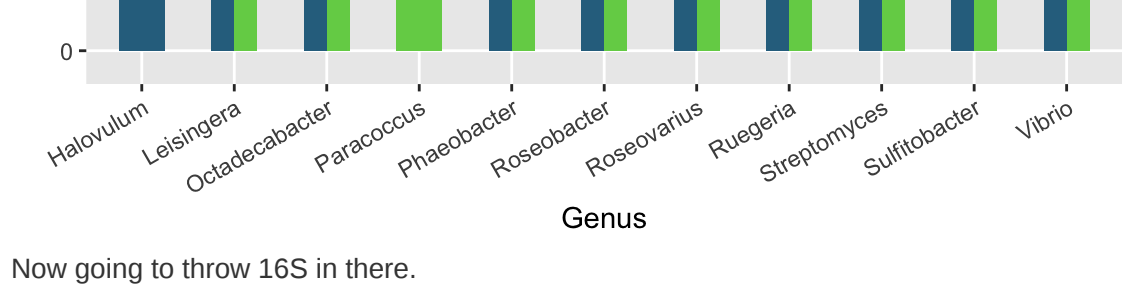 0
Halovulum
Leisingera
Octadecabacter
Paracoccus
Phaeobacter
Roseobacter
Roseovarius
Ruegeria
Streptomyces
Sulfitobacter
Vibrio
Genus
Now going to throw 16S in there.